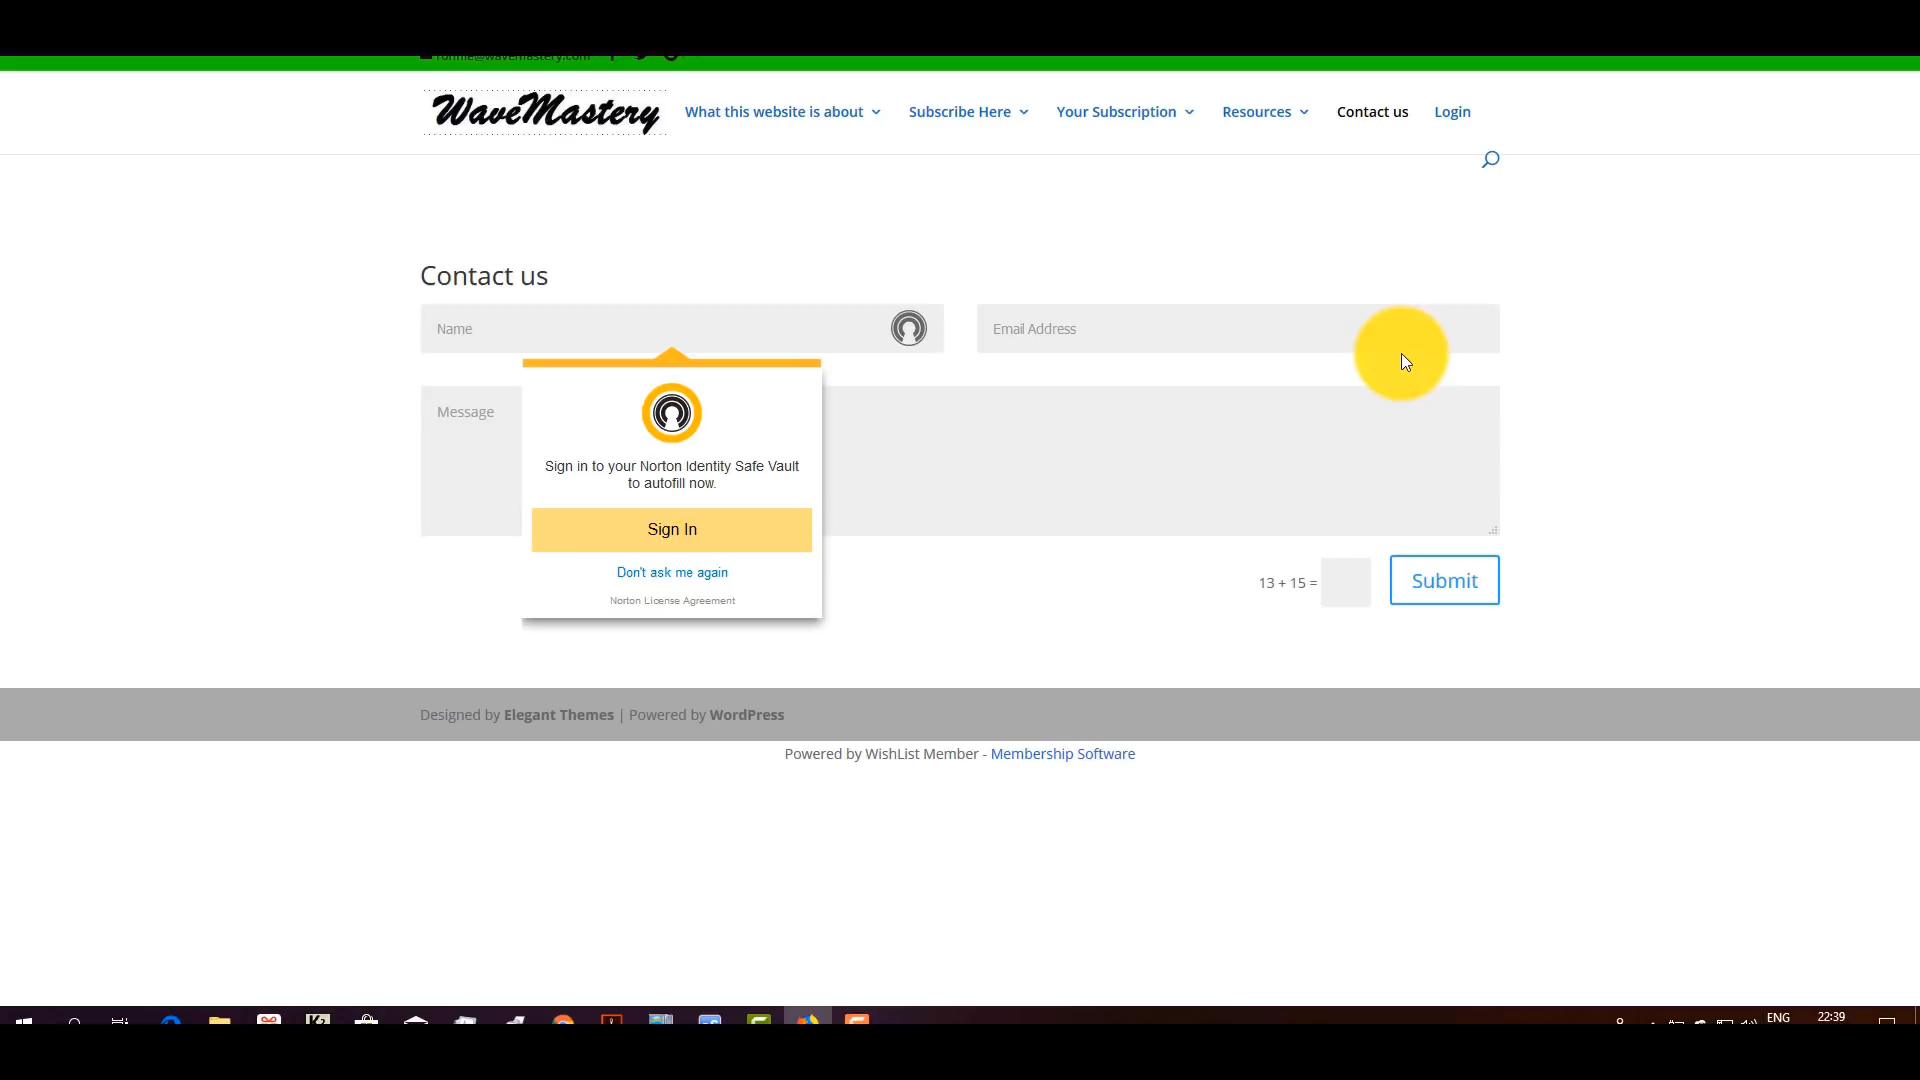 ronnie@wavemastery.com
WaveMastery
What this website is about
Subscribe Here
Your Subscription
Resources
Contact us
Login
Contact us
Name
Email Address
Message
Sign in to your Norton Identity Safe Vault
to autofill now.
Sign In
Don't ask me again
Norton License Agreement
13 + 15 =
Submit
Designed by Elegant Themes | Powered by WordPress
Powered by WishList Member - Membership Software
ENG
22:39